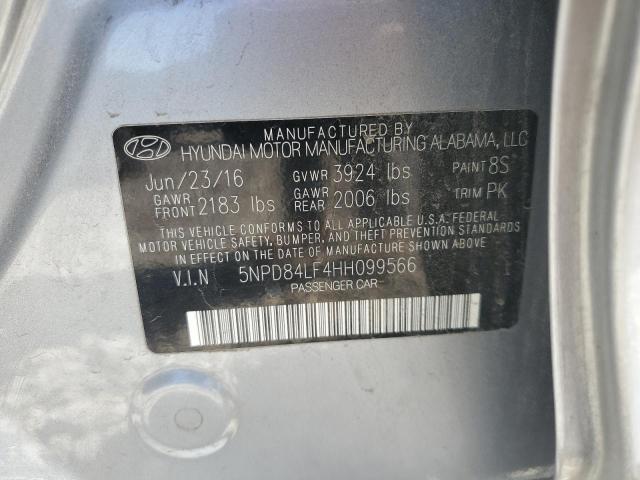 MANUFACTURED BY
HYUNDAI MOTOR MANUFACTURING ALABAMA, LLC
Jun/23/16 GVWR 3924 lbs PAINT 8S
GAWR FRONT 2183 lbs GAWR REAR 2006 lbs TRIM PK
THIS VEHICLE CONFORMS TO ALL APPLICABLE U.S.A. FEDERAL
MOTOR VEHICLE SAFETY, BUMPER, AND THEFT PREVENTION
STANDARDS IN EFFECT ON THE DATE OF MANUFACTURE SHOWN ABOVE
V.I.N 5NPD84LF4HH099566
PASSENGER CAR